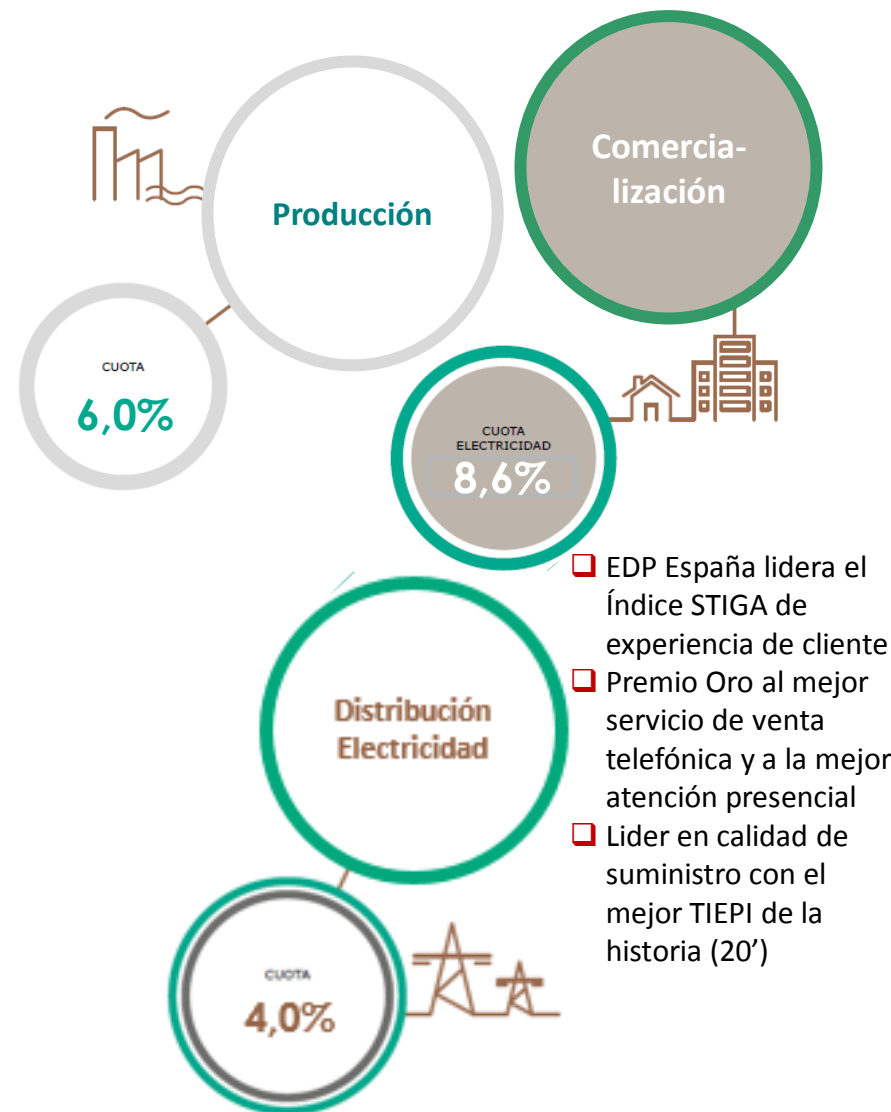 Producción
CUOTA
6,0%
Comercia-
lización
CUOTA
ELECTRICIDAD
8,6%
Distribución
Electricidad
CUOTA
4,0%
EDP España lidera el
Índice STIGA de
experiencia de cliente
Premio Oro al mejor
servicio de venta
telefónica y a la mejor
atención presencial
Lider en calidad de
suministro con el
mejor TIEPI de la
historia (20’)